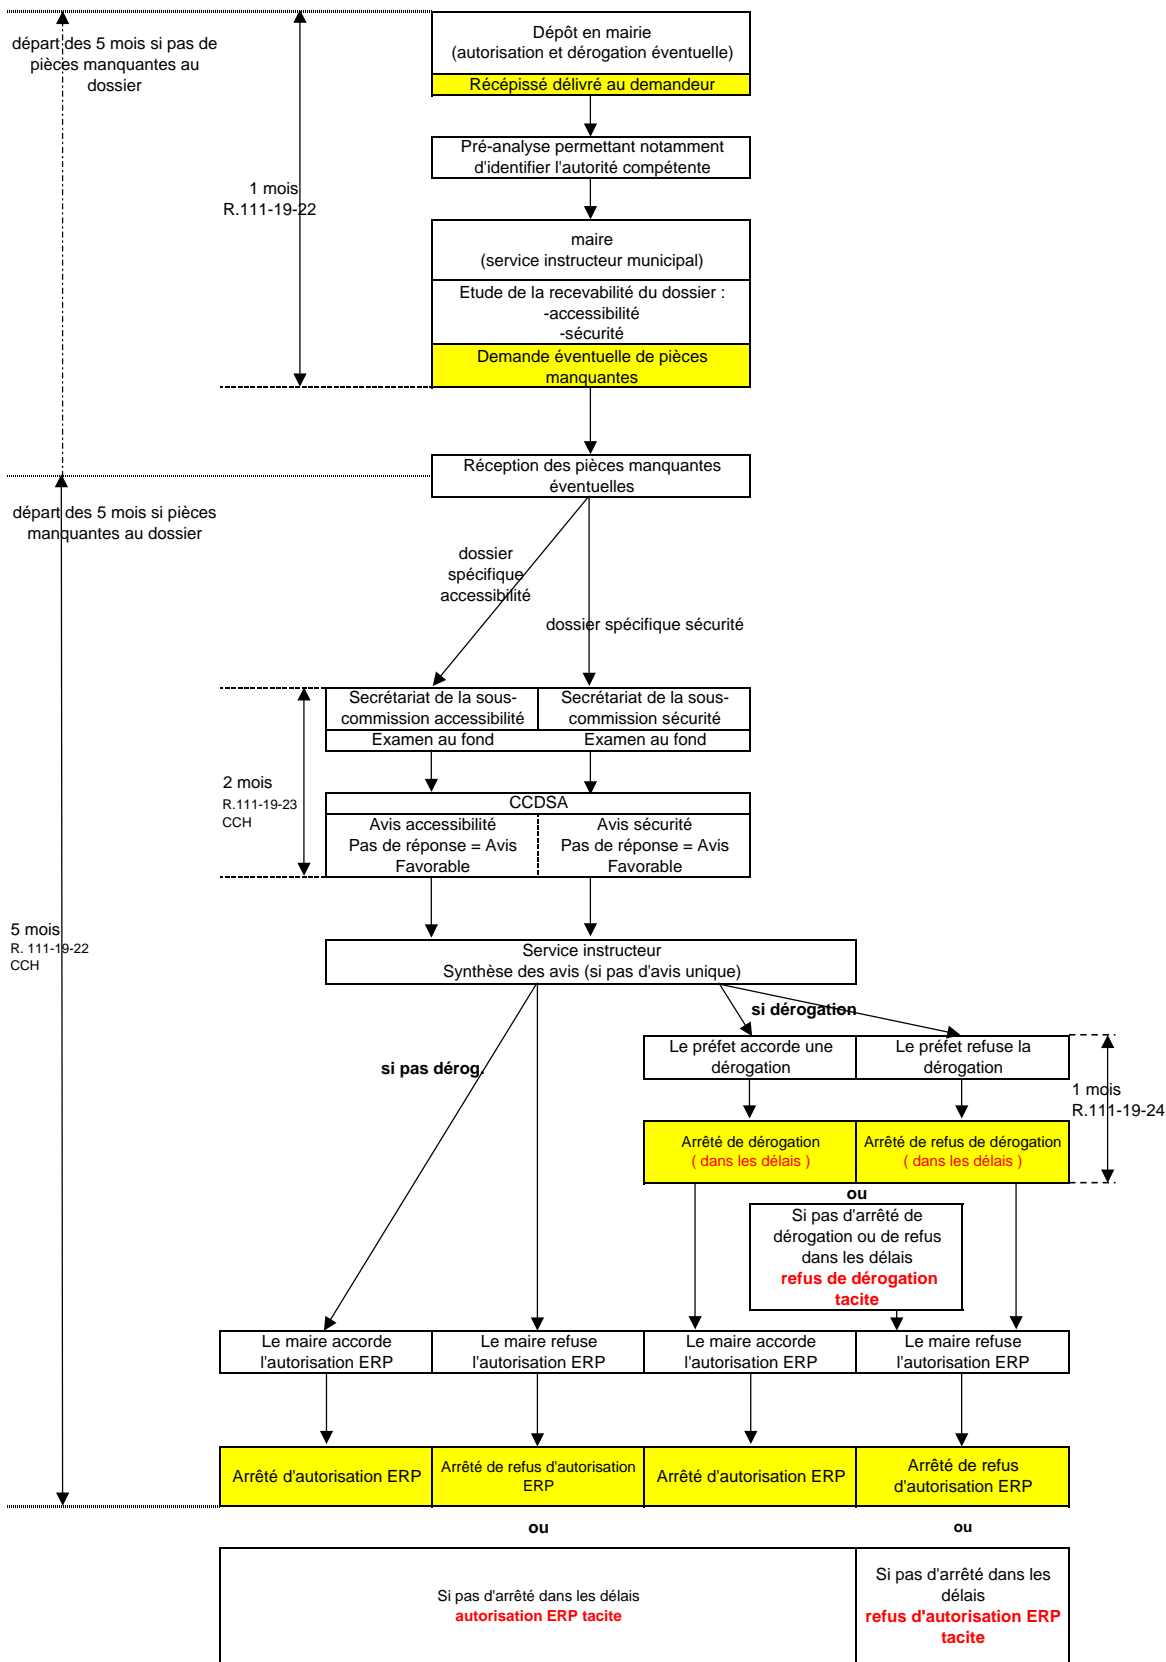 départ des 5 mois si pas de
pièces manquantes au
dossier
Dépôt en mairie
(autorisation et dérogation éventuelle)
Récépissé délivré au demandeur
Pré-analyse permettant notamment
d'identifier l'autorité compétente
1 mois
R.111-19-22
maire
(service instructeur municipal)
Etude de la recevabilité du dossier :
-accessibilité
-sécurité
Demande éventuelle de pièces
manquantes
Réception des pièces manquantes
éventuelles
départ des 5 mois si pièces
manquantes au dossier
dossier
spécifique
accessibilité
dossier spécifique sécurité
Secrétariat de la sous-
commission accessibilité
Secrétariat de la sous-
commission sécurité
Examen au fond
Examen au fond
2 mois
R.111-19-23
CCH
CCDSA
Avis accessibilité
Pas de réponse = Avis
Favorable
Avis sécurité
Pas de réponse = Avis
Favorable
5 mois
R. 111-19-22
CCH
Service instructeur
Synthèse des avis (si pas d'avis unique)
si dérogation
si pas dérog.
Le préfet accorde une
dérogation
Le préfet refuse la
dérogation
1 mois
R.111-19-24
Arrêté de dérogation
( dans les délais )
Arrêté de refus de dérogation
( dans les délais )
ou
Si pas d'arrêté de
dérogation ou de refus
dans les délais
refus de dérogation
tacite
Le maire accorde
l'autorisation ERP
Le maire refuse
l'autorisation ERP
Le maire accorde
l'autorisation ERP
Le maire refuse
l'autorisation ERP
Arrêté d'autorisation ERP
Arrêté de refus d'autorisation
ERP
Arrêté d'autorisation ERP
Arrêté de refus
d'autorisation ERP
ou
ou
Si pas d'arrêté dans les délais
autorisation ERP tacite
Si pas d'arrêté dans les
délais
refus d'autorisation ERP
tacite